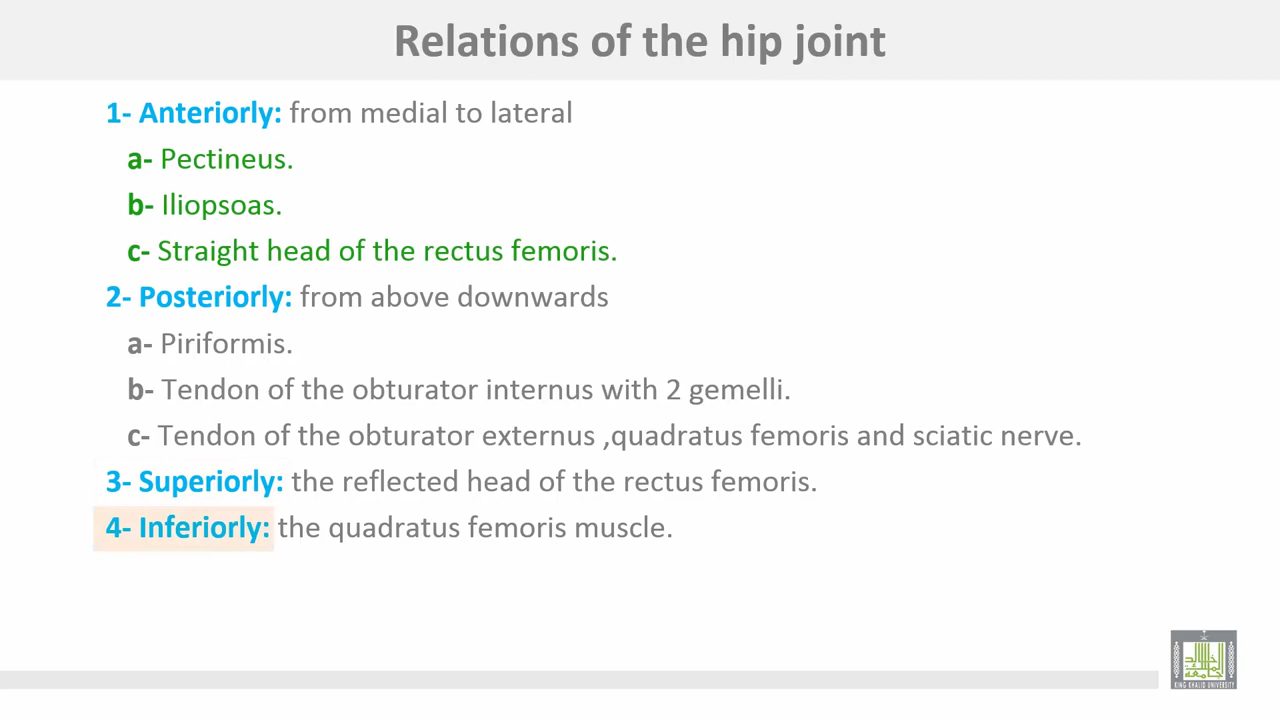 Relations of the hip joint
1- Anteriorly: from medial to lateral
a- Pectineus.
b- Iliopsoas.
c- Straight head of the rectus femoris.
2- Posteriorly: from above downwards
a- Piriformis.
b- Tendon of the obturator internus with 2 gemelli.
c- Tendon of the obturator externus ,quadratus femoris and sciatic nerve.
3- Superiorly: the reflected head of the rectus femoris.
4- Inferiorly: the quadratus femoris muscle.
KING KHALID UNIVERSITY